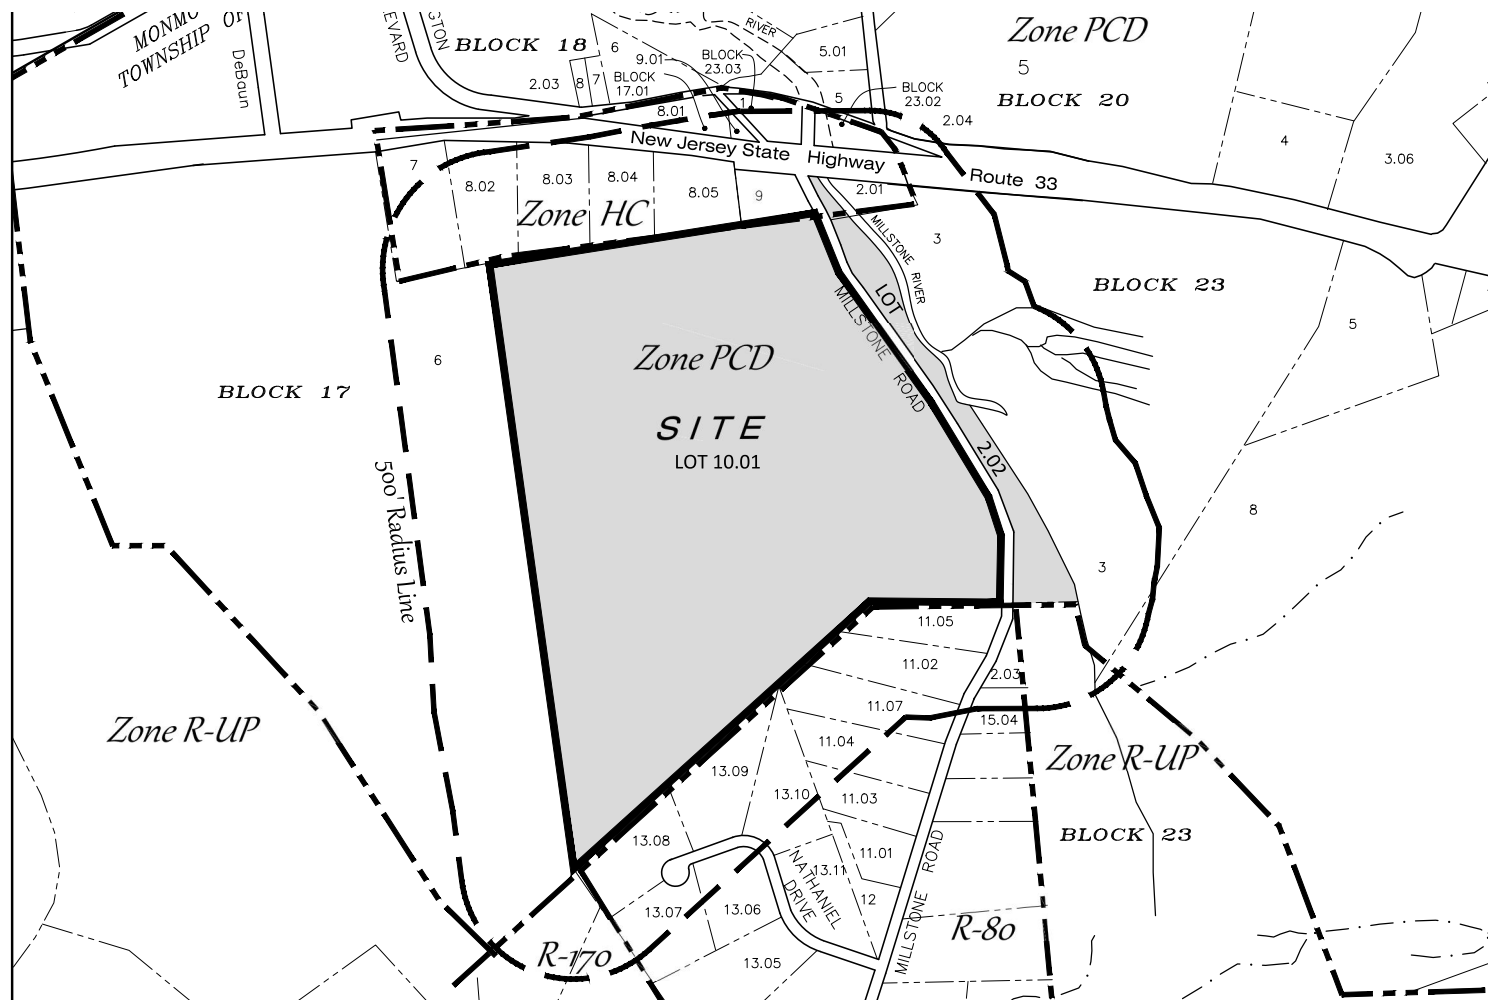 MONMO
TOWNSHIP OF
DeBaun
EVARD
GTON
BLOCK 18
6
9.01
2.03
8
7
BLOCK
17.01
BLOCK
23.03
RIVER
5.01
5
BLOCK
23.02
Zone PCD
5
BLOCK 20
2.04
4
3.06
8.01
1
New Jersey State Highway Route 33
7
8.02
8.03
8.04
8.05
9
2.01
Zone HC
MILLSTONE RIVER
3
BLOCK 23
LOT
2.02
MILLSTONE ROAD
5
Zone PCD
SITE
LOT 10.01
6
BLOCK 17
500' Radius Line
8
3
11.05
11.02
2.03
11.07
15.04
11.04
Zone R-UP
Zone R-UP
13.09
13.10
11.03
BLOCK 23
13.08
11.01
13.11
NATHANIEL
DRIVE
12
MILLSTONE ROAD
13.07
13.06
13.05
R-80
R-170